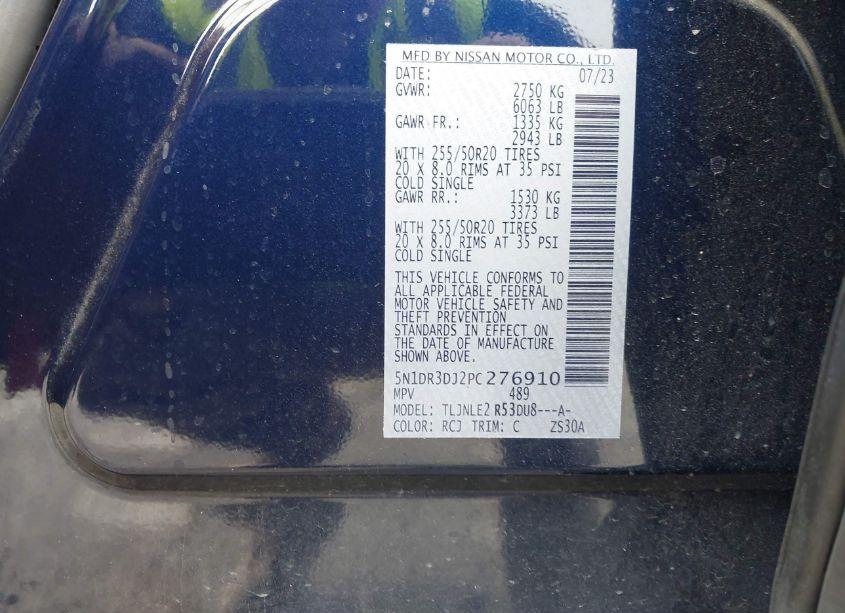 MFD BY NISSAN MOTOR CO., LTD.
DATE: 07/23
GVWR: 2750 KG
6063 LB
GAWR FR.: 1335 KG
2943 LB
WITH 255/50R20 TIRES
20 X 8.0 RIMS AT 35 PSI
COLD SINGLE
GAWR RR.: 1530 KG
3373 LB
WITH 255/50R20 TIRES
20 X 8.0 RIMS AT 35 PSI
COLD SINGLE
THIS VEHICLE CONFORMS TO
ALL APPLICABLE FEDERAL
MOTOR VEHICLE SAFETY AND
THEFT PREVENTION
STANDARDS IN EFFECT ON
THE DATE OF MANUFACTURE
SHOWN ABOVE.
5N1DR3DJ2PC276910
MPV 489
MODEL: TLJNLE2 R53DU8---A-
COLOR: RCJ TRIM: C ZS30A